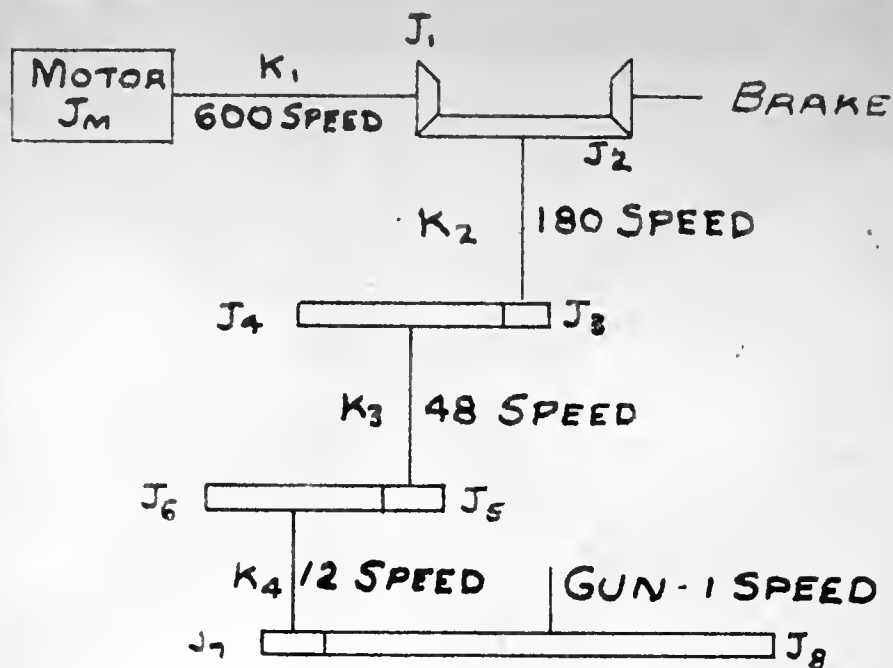 J1
MOTOR
JM
K1
600 SPEED
BRAKE
J2
K2 180 SPEED
J4
J3
K3 48 SPEED
J6
J5
K4 12 SPEED
GUN - 1 SPEED
J7
J8